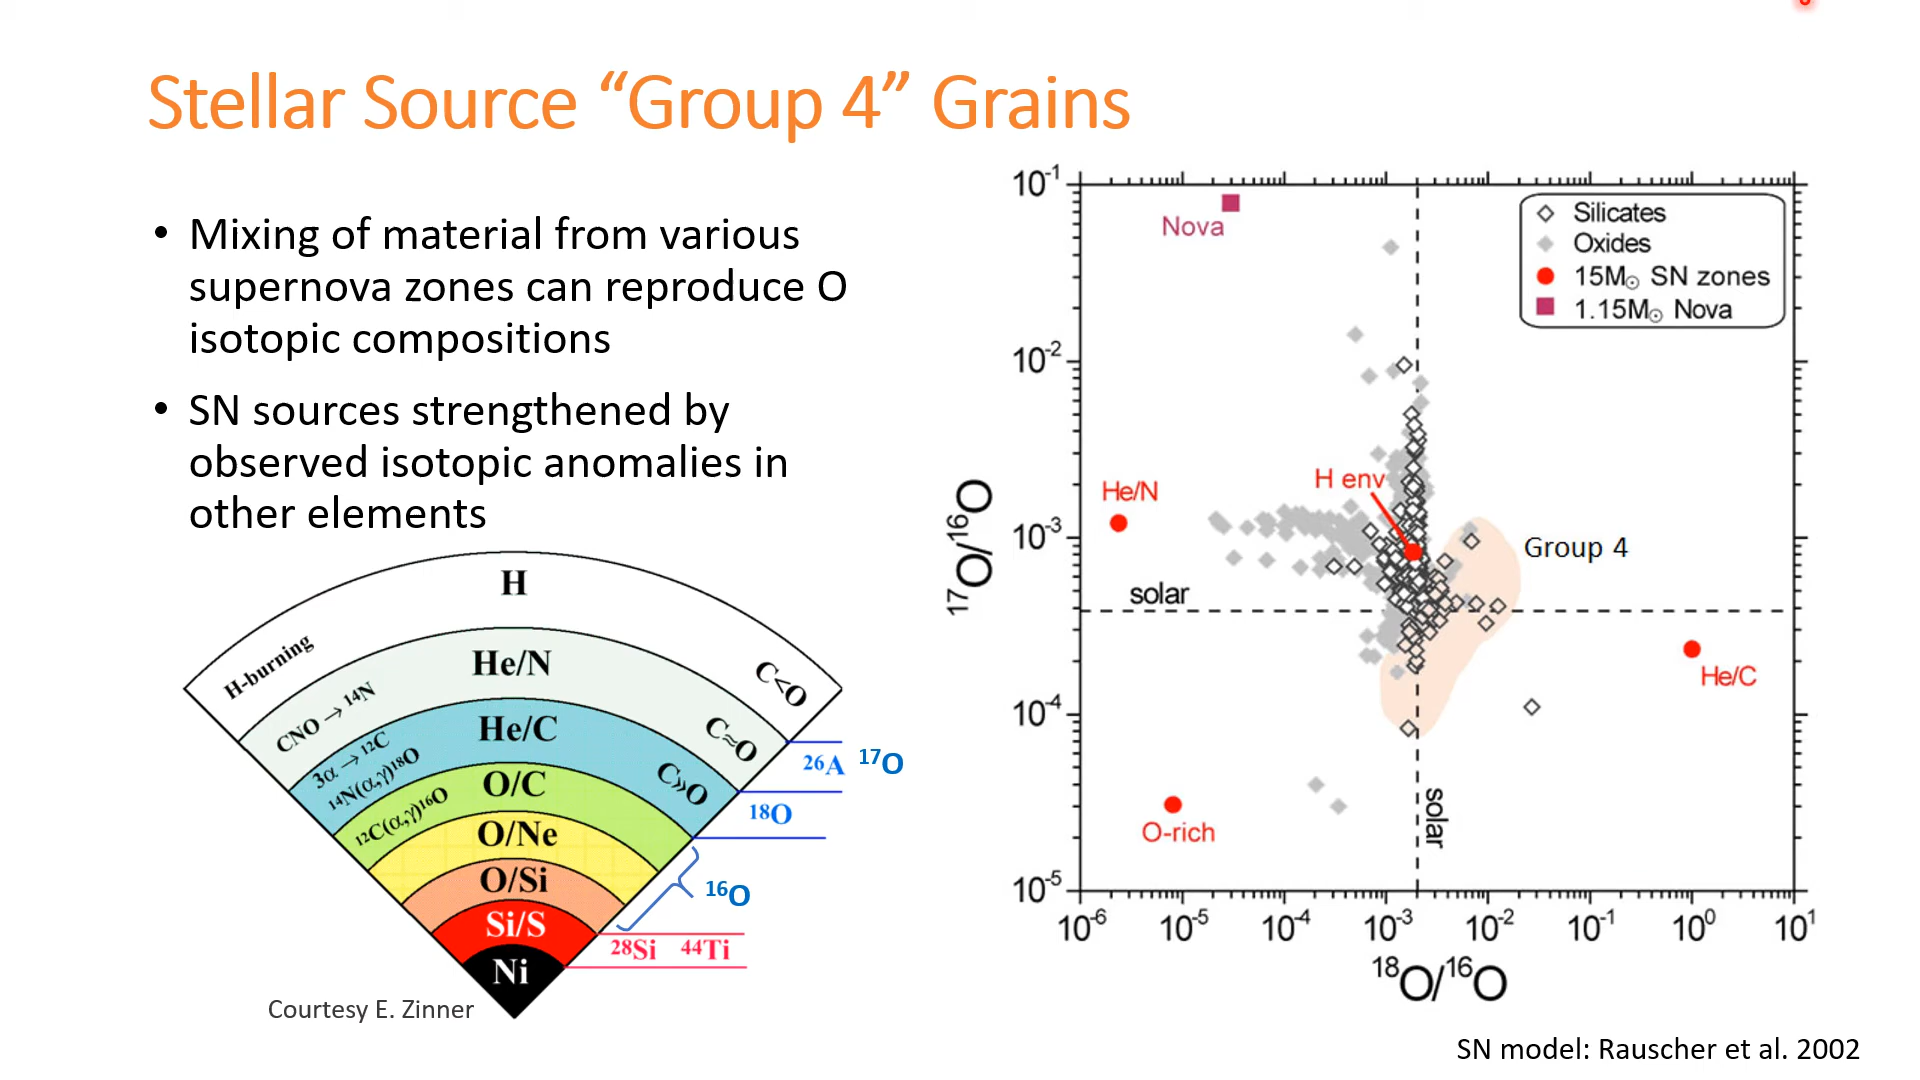 Stellar Source “Group 4” Grains
• Mixing of material from various
supernova zones can reproduce O
isotopic compositions
• SN sources strengthened by
observed isotopic anomalies in
other elements
H
H-burning
He/N
C<O
CNO → ¹⁴N
He/C
C≈O
3α → ¹²C
¹⁴N(α,γ)¹⁸O
O/C
C»O
¹²C(α,γ)¹⁶O
O/Ne
O/Si
Si/S
Ni
²⁶A ¹⁷O
¹⁸O
¹⁶O
²⁸Si ⁴⁴Ti
Courtesy E. Zinner
¹⁷O/¹⁶O
10⁻¹
10⁻²
10⁻³
10⁻⁴
10⁻⁵
Nova
Silicates
Oxides
15M☉ SN zones
1.15M☉ Nova
He/N
H env
Group 4
solar
He/C
O-rich
solar
10⁻⁶ 10⁻⁵ 10⁻⁴ 10⁻³ 10⁻² 10⁻¹ 10⁰ 10¹
¹⁸O/¹⁶O
SN model: Rauscher et al. 2002